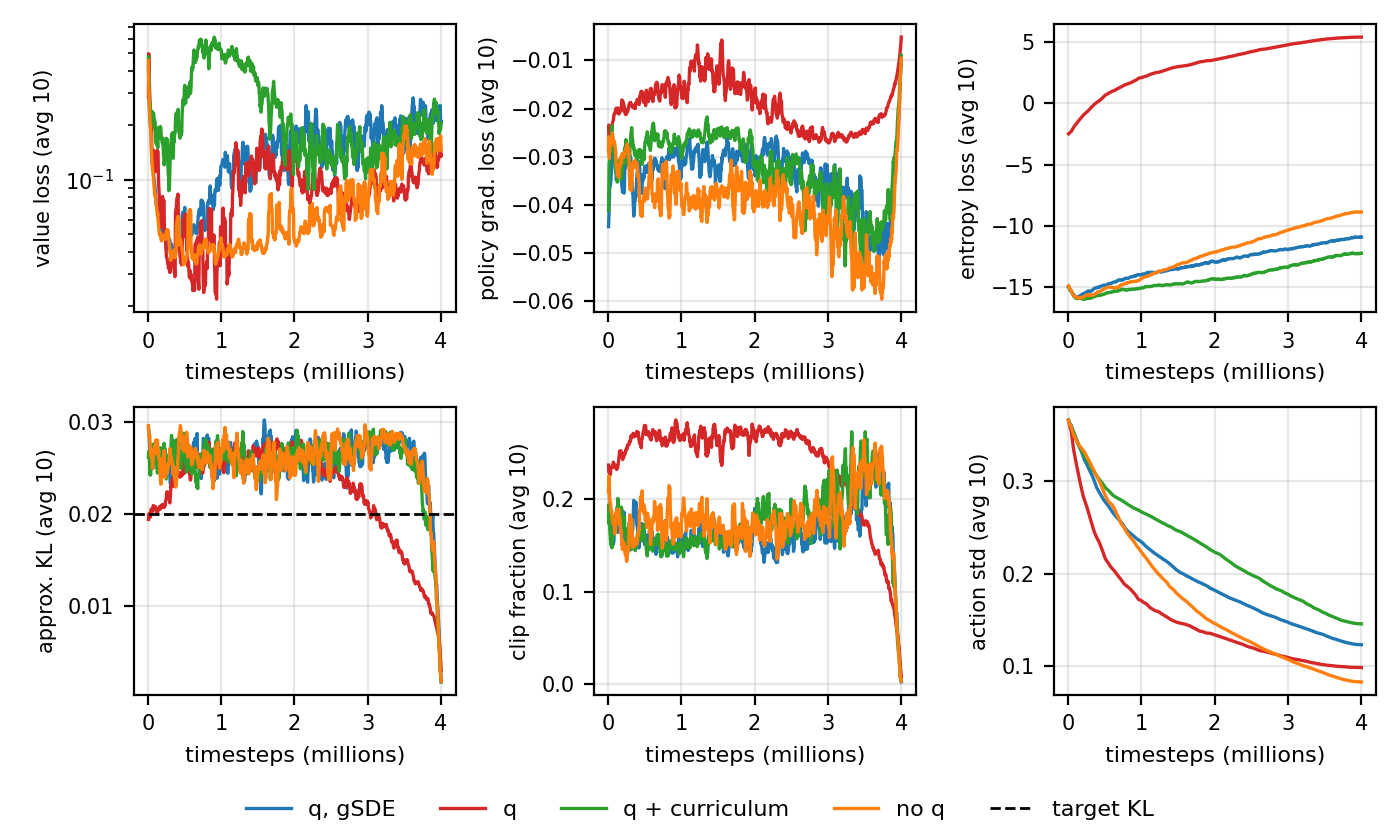 value loss (avg 10)
10⁻¹
0 1 2 3 4
timesteps (millions)
policy grad. loss (avg 10)
−0.01
−0.02
−0.03
−0.04
−0.05
−0.06
0 1 2 3 4
timesteps (millions)
entropy loss (avg 10)
5
0
−5
−10
−15
0 1 2 3 4
timesteps (millions)
approx. KL (avg 10)
0.03
0.02
0.01
0 1 2 3 4
timesteps (millions)
clip fraction (avg 10)
0.2
0.1
0.0
0 1 2 3 4
timesteps (millions)
action std (avg 10)
0.3
0.2
0.1
0 1 2 3 4
timesteps (millions)
q, gSDE q q + curriculum no q target KL